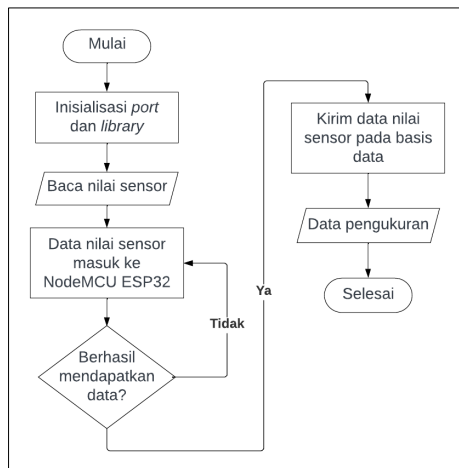 Mulai
Inisialisasi port
dan library
Baca nilai sensor
Data nilai sensor
masuk ke
NodeMCU ESP32
Tidak
Berhasil
mendapatkan
data?
Ya
Kirim data nilai
sensor pada basis
data
Data pengukuran
Selesai